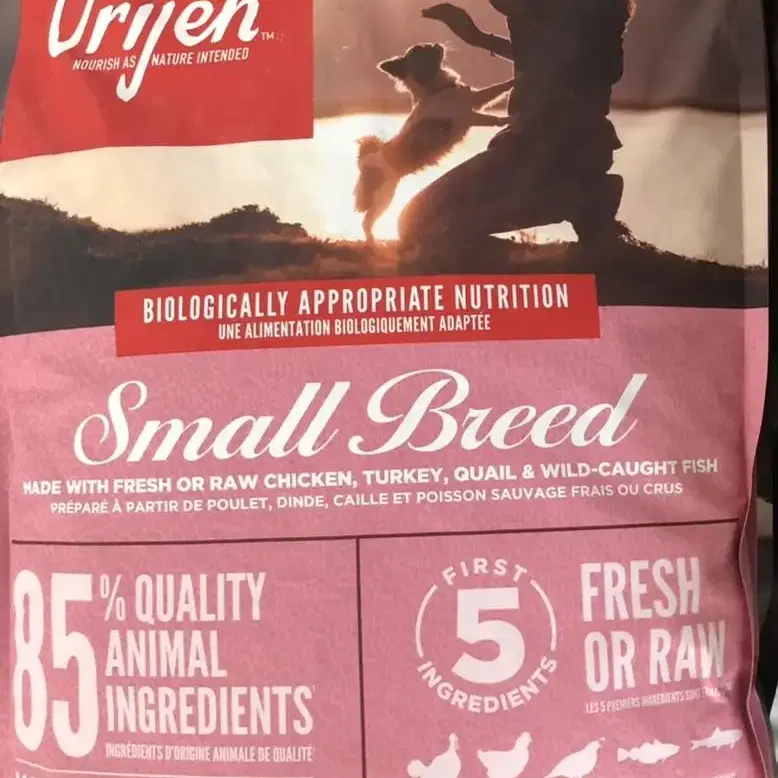 Orijen™
NOURISH AS NATURE INTENDED
BIOLOGICALLY APPROPRIATE NUTRITION
UNE ALIMENTATION BIOLOGIQUEMENT ADAPTÉE
Small Breed
MADE WITH FRESH OR RAW CHICKEN, TURKEY, QUAIL & WILD-CAUGHT FISH
PRÉPARÉ À PARTIR DE POULET, DINDE, CAILLE ET POISSON SAUVAGE FRAIS OU CRUS
85% QUALITY
ANIMAL
INGREDIENTS
INGRÉDIENTS D'ORIGINE ANIMALE DE QUALITÉ
FIRST
5
INGREDIENTS
FRESH
OR RAW
LES 5 PREMIERS INGRÉDIENTS SONT